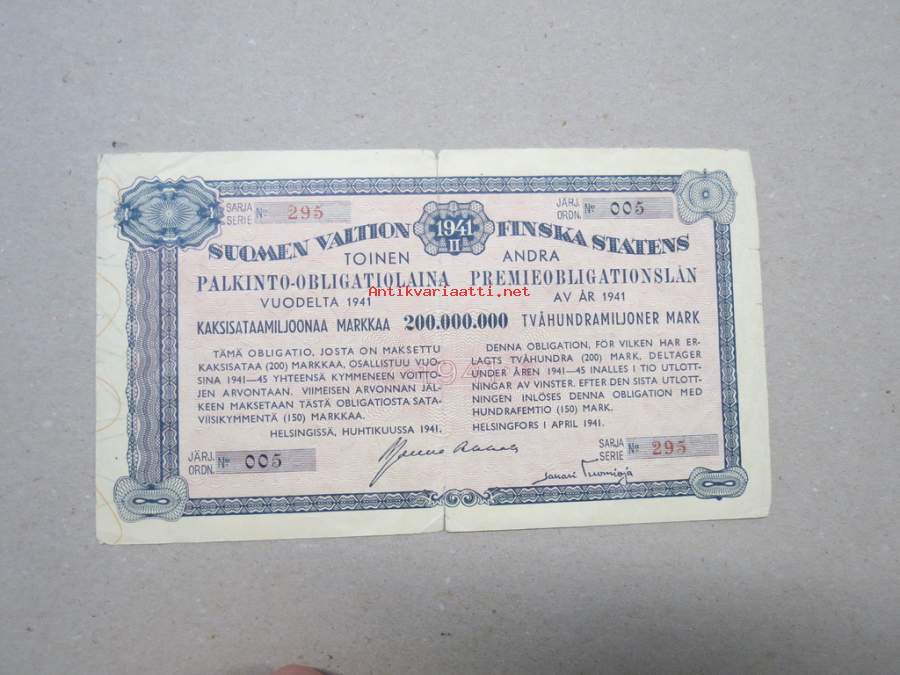 SARJA
SERIE № 295
JÄRJ.
ORDN. № 005
1941
II
SUOMEN VALTION
TOINEN
PALKINTO-OBLIGATIOLAINA
VUODELTA 1941
FINSKA STATENS
ANDRA
PREMIEOBLIGATIONSLÅN
AV ÅR 1941
Antikvariaatti.net
KAKSISATAAMILJOONAA MARKKAA 200.000.000 TVÅHUNDRAMILJONER MARK
TÄMÄ OBLIGATIO, JOSTA ON MAKSETTU
KAKSISATAA (200) MARKKAA, OSALLISTUU VUO-
SINA 1941—45 YHTEENSÄ KYMMENEEN VOITTO-
JEN ARVONTAAN. VIIMEISEN ARVONNAN JÄL-
KEEN MAKSETAAN TÄSTÄ OBLIGATIOSTA SATA-
VIISIKYMMENTÄ (150) MARKKAA.
HELSINGISSÄ, HUHTIKUUSSA 1941.
DENNA OBLIGATION, FÖR VILKEN HAR ER-
LAGTS TVÅHUNDRA (200) MARK, DELTAGER
UNDER ÅREN 1941—45 INALLES I TIO UTLOTT-
NINGAR AV VINSTER. EFTER DEN SISTA UTLOTT-
NINGEN INLÖSES DENNA OBLIGATION MED
HUNDRAFEMTIO (150) MARK.
HELSINGFORS I APRIL 1941.
JÄRJ.
ORDN. № 005
Sakari Tuomioja
SARJA
SERIE № 295